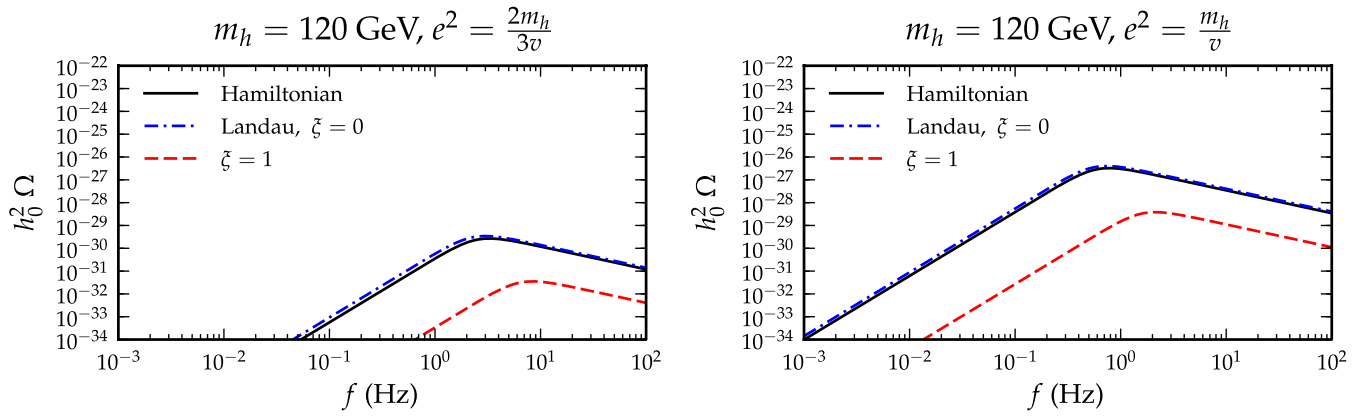 m_h = 120 GeV, e^2 = \frac{2m_h}{3v}
10^{-22}
10^{-23}
10^{-24}
10^{-25}
10^{-26}
10^{-27}
10^{-28}
10^{-29}
10^{-30}
10^{-31}
10^{-32}
10^{-33}
10^{-34}
h_0^2 Ω
Hamiltonian
Landau, ξ = 0
ξ = 1
10^{-3} 10^{-2} 10^{-1} 10^0 10^1 10^2
f (Hz)
m_h = 120 GeV, e^2 = \frac{m_h}{v}
10^{-22}
10^{-23}
10^{-24}
10^{-25}
10^{-26}
10^{-27}
10^{-28}
10^{-29}
10^{-30}
10^{-31}
10^{-32}
10^{-33}
10^{-34}
h_0^2 Ω
Hamiltonian
Landau, ξ = 0
ξ = 1
10^{-3} 10^{-2} 10^{-1} 10^0 10^1 10^2
f (Hz)